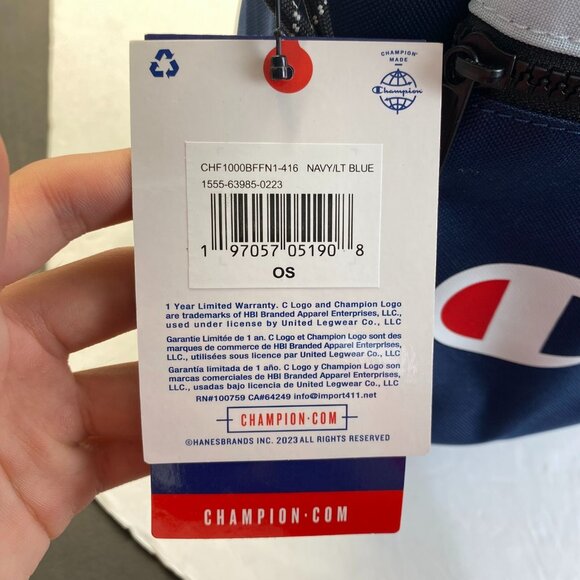 CHAMPION
MADE
Champion
CHF1000BFFN1-416 NAVY/LT BLUE
1555-63985-0223
1 97057 05190 8
OS
1 Year Limited Warranty. C Logo and Champion Logo
are trademarks of HBI Branded Apparel Enterprises, LLC.,
used under license by United Legwear Co., LLC
Garantie Limitée de 1 an. C Logo et Champion Logo sont des
marques de commerce de HBI Branded Apparel Enterprises,
LLC., utilisées sous licence par United Legwear Co., LLC
Garantía limitada de 1 año. C Logo y Champion Logo son
marcas comerciales de HBI Branded Apparel Enterprises,
LLC., usadas bajo licencia de United Legwear Co., LLC
RN#100759 CA#64249 info@import411.net
CHAMPION·COM
©HANESBRANDS INC. 2023 ALL RIGHTS RESERVED
CHAMPION·COM